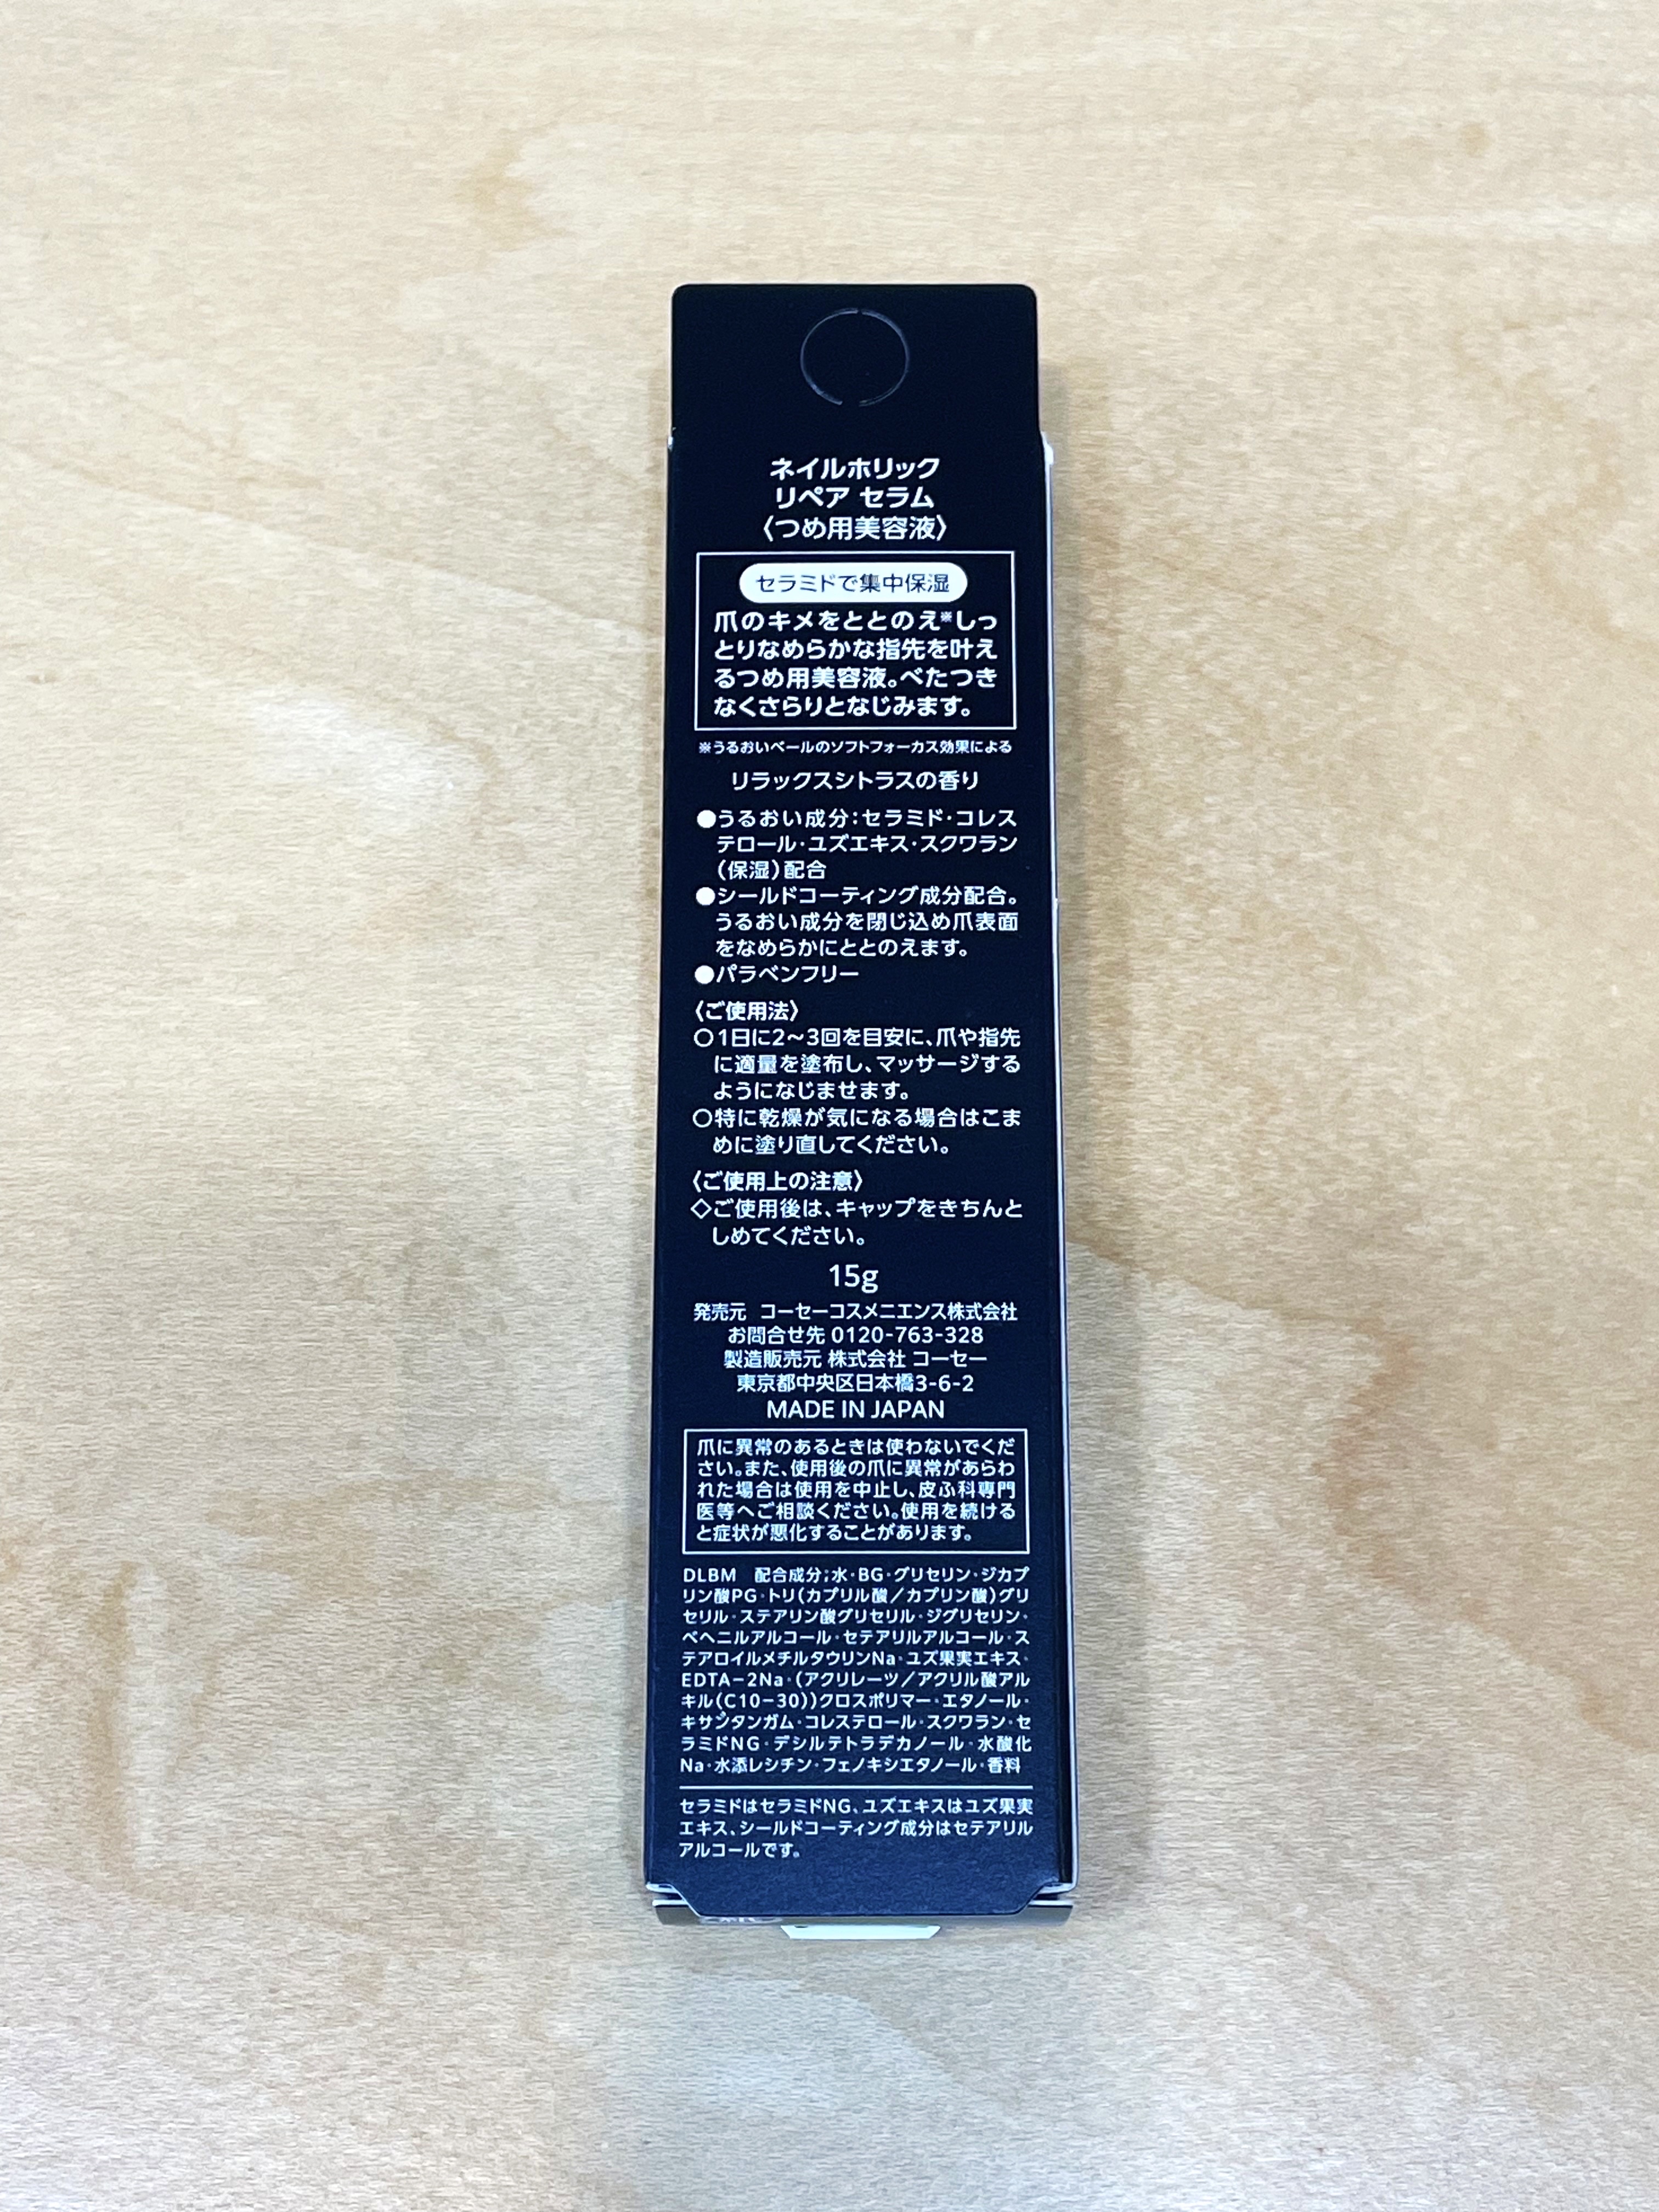 ネイルホリック
リペア セラム
〈つめ用美容液〉
セラミドで集中保湿
爪のキメをととのえ※しっ
とりなめらかな指先を叶え
るつめ用美容液。べたつき
なくさらりとなじみます。
※うるおいベールのソフトフォーカス効果による
リラックスシトラスの香り
●うるおい成分:セラミド・コレス
テロール・ユズエキス・スクワラン
(保湿)配合
●シールドコーティング成分配合。
うるおい成分を閉じ込め爪表面
をなめらかにととのえます。
●パラベンフリー
〈ご使用法〉
○1日に2~3回を目安に、爪や指先
に適量を塗布し、マッサージする
ようになじませます。
○特に乾燥が気になる場合はこま
めに塗り直してください。
〈ご使用上の注意〉
◇ご使用後は、キャップをきちんと
しめてください。
15g
発売元 コーセーコスメニエンス株式会社
お問合せ先 0120-763-328
製造販売元 株式会社 コーセー
東京都中央区日本橋3-6-2
MADE IN JAPAN
爪に異常のあるときは使わないでくだ
さい。また、使用後の爪に異常があらわ
れた場合は使用を中止し、皮ふ科専門
医等へご相談ください。使用を続ける
と症状が悪化することがあります。
DLBM 配合成分;水・BG・グリセリン・ジカプ
リン酸PG・トリ(カプリル酸/カプリン酸)グリ
セリル・ステアリン酸グリセリル・ジグリセリン・
ベヘニルアルコール・セテアリルアルコール・ス
テアロイルメチルタウリンNa・ユズ果実エキス・
EDTA-2Na・(アクリレーツ/アクリル酸アル
キル(C10-30))クロスポリマー・エタノール・
キサンタンガム・コレステロール・スクワラン・セ
ラミドNG・デシルテトラデカノール・水酸化
Na・水添レシチン・フェノキシエタノール・香料
セラミドはセラミドNG、ユズエキスはユズ果実
エキス、シールドコーティング成分はセテアリル
アルコールです。